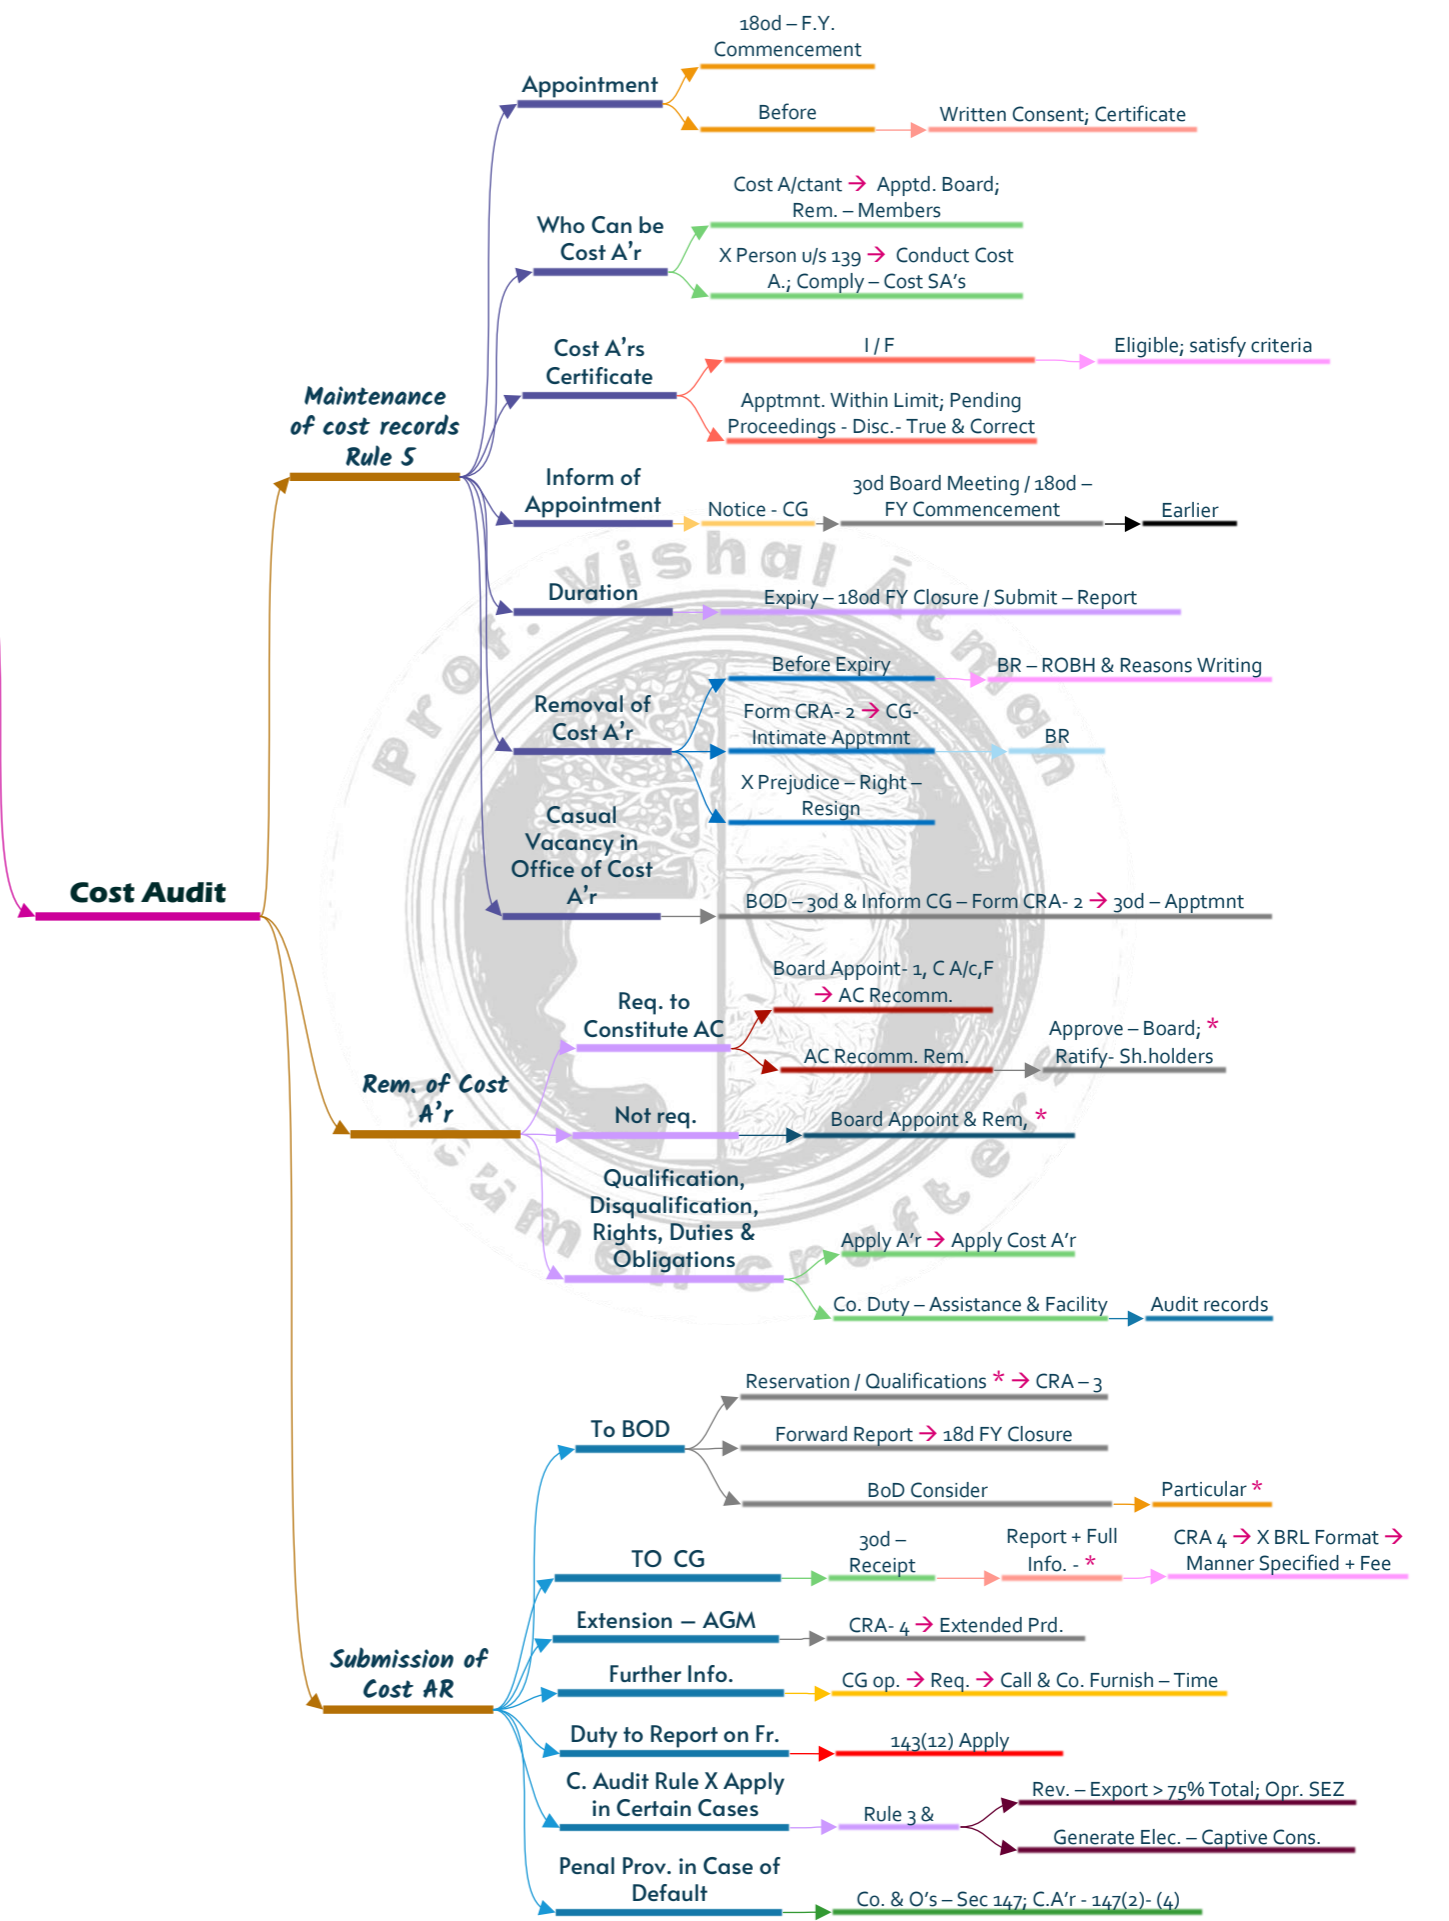 180d – F.Y.
Commencement
Appointment
Before
Written Consent; Certificate
Cost A/ctant → Apptd. Board;
Rem. – Members
Who Can be
Cost A’r
X Person u/s 139 → Conduct Cost
A.; Comply – Cost SA’s
Cost A’rs
Certificate
I / F
Eligible; satisfy criteria
Apptmnt. Within Limit; Pending
Proceedings - Disc.- True & Correct
Maintenance
of cost records
Rule 5
Inform of
Appointment
Notice - CG
30d Board Meeting / 180d –
FY Commencement
Earlier
Duration
Expiry – 180d FY Closure / Submit – Report
Removal of
Cost A’r
Before Expiry
BR – ROBH & Reasons Writing
Form CRA- 2 → CG-
Intimate Apptmnt
BR
X Prejudice – Right –
Resign
Casual
Vacancy in
Office of Cost
A’r
BOD – 30d & Inform CG – Form CRA- 2 → 30d – Apptmnt
Cost Audit
Req. to
Constitute AC
Board Appoint- 1, C A/c,F
→ AC Recomm.
AC Recomm. Rem.
Approve – Board; *
Ratify- Sh.holders
Rem. of Cost
A’r
Not req.
Board Appoint & Rem, *
Qualification,
Disqualification,
Rights, Duties &
Obligations
Apply A’r → Apply Cost A’r
Co. Duty – Assistance & Facility
Audit records
To BOD
Reservation / Qualifications * → CRA – 3
Forward Report → 18d FY Closure
BoD Consider
Particular *
TO  CG
30d –
Receipt
Report + Full
Info. - *
CRA 4 → X BRL Format →
Manner Specified + Fee
Extension – AGM
CRA- 4 → Extended Prd.
Submission of
Cost AR
Further Info.
CG op. → Req. → Call & Co. Furnish – Time
Duty to Report on Fr.
143(12) Apply
C. Audit Rule X Apply
in Certain Cases
Rule 3 &
Rev. – Export > 75% Total; Opr. SEZ
Generate Elec. – Captive Cons.
Penal Prov. in Case of
Default
Co. & O’s – Sec 147; C.A’r - 147(2)- (4)
Prof. Vishal Ācman
Acūmen crafters